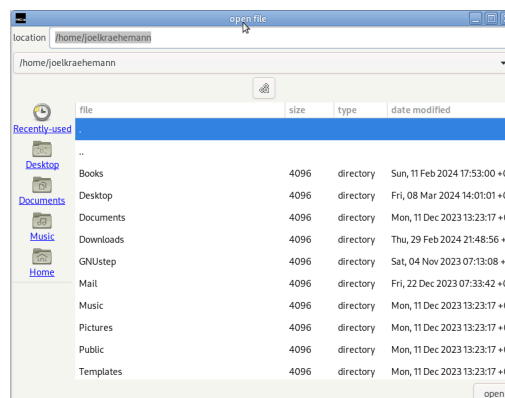 open file
location /home/joelkraehemann
/home/joelkraehemann
file size type date modified
Recently-used
Desktop
Documents
Music
Home
.
..
Books 4096 directory Sun, 11 Feb 2024 17:53:00 +
Desktop 4096 directory Fri, 08 Mar 2024 14:01:01 +
Documents 4096 directory Mon, 11 Dec 2023 13:23:17 +
Downloads 4096 directory Thu, 29 Feb 2024 21:48:56 +
GNUstep 4096 directory Sat, 04 Nov 2023 07:13:08 +
Mail 4096 directory Fri, 22 Dec 2023 07:33:42 +
Music 4096 directory Mon, 11 Dec 2023 13:23:17 +
Pictures 4096 directory Mon, 11 Dec 2023 13:23:17 +
Public 4096 directory Mon, 11 Dec 2023 13:23:17 +
Templates 4096 directory Mon, 11 Dec 2023 13:23:17 +
open